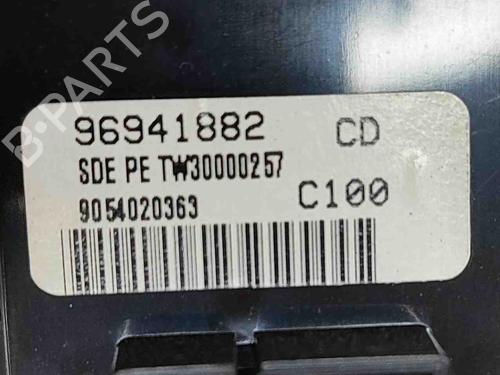 96941882 CD
SDE PE TW30000257
9054020363 C100
B-PARTS